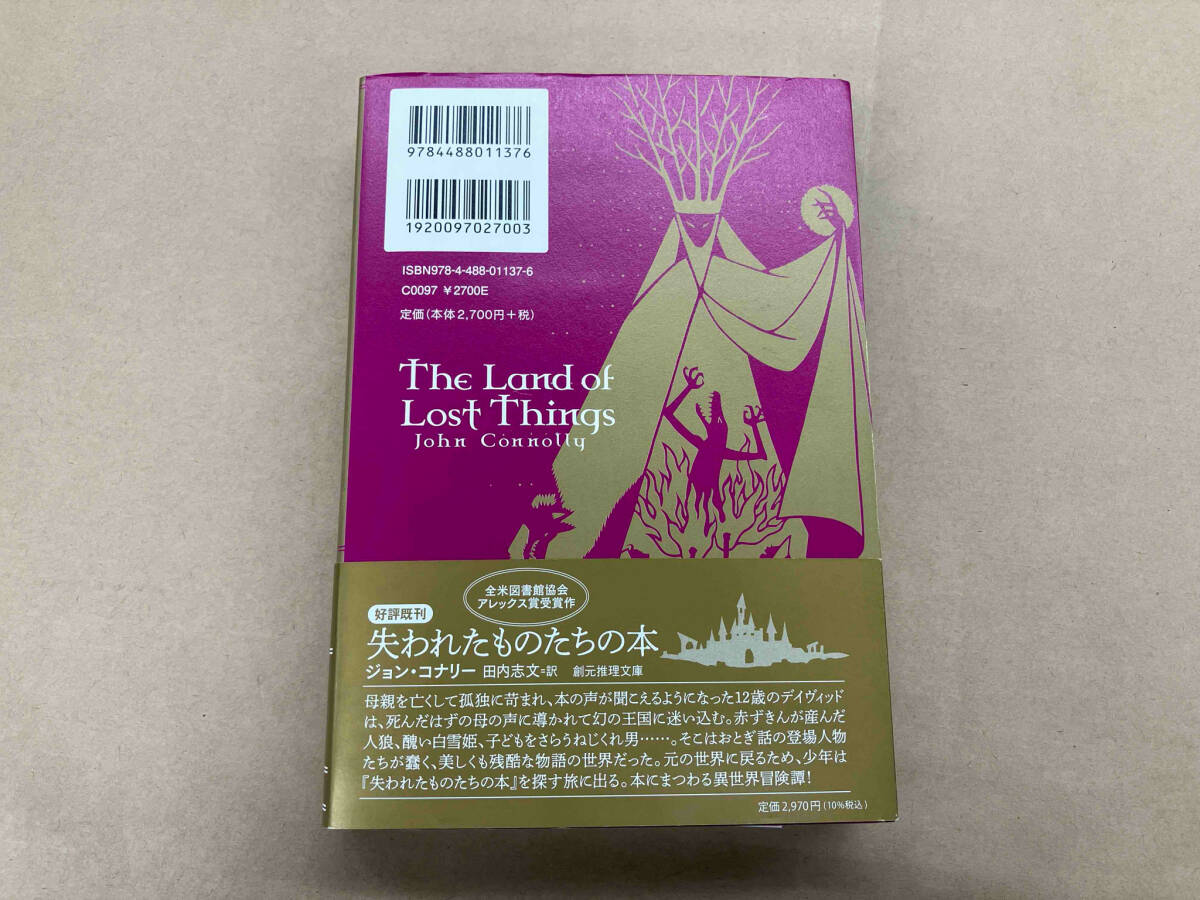 9784488011376
1920097027003
ISBN978-4-488-01137-6
C0097 ¥2700E
定価(本体2,700円+税)
The Land of
Lost Things
John Connolly
全米図書館協会
アレックス賞受賞作
好評既刊
失われたものたちの本
ジョン・コナリー 田内志文=訳 創元推理文庫
母親を亡くして孤独に苛まれ、本の声が聞こえるようになった12歳のデイヴィッド
は、死んだはずの母の声に導かれて幻の王国に迷い込む。赤ずきんが産んだ
人狼、醜い白雪姫、子どもをさらうねじくれ男……。そこはおとぎ話の登場人物
たちが蠢く、美しくも残酷な物語の世界だった。元の世界に戻るため、少年は
『失われたものたちの本』を探す旅に出る。本にまつわる異世界冒険譚!
定価2,970円(10%税込)